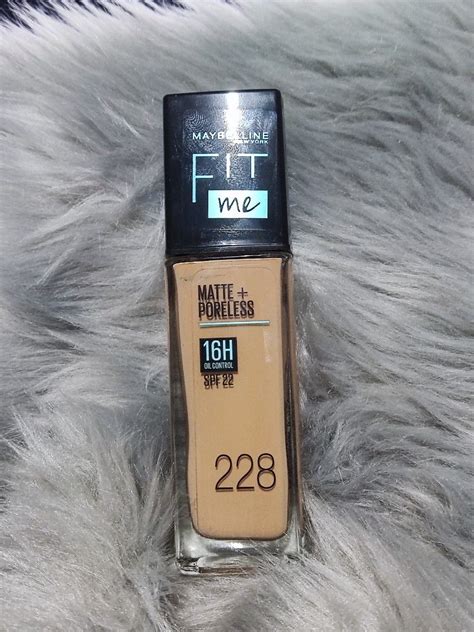 MAYBELLINE
NEW YORK
FIT
me
MATTE +
PORELESS
16H
OIL CONTROL
SPF 22
228